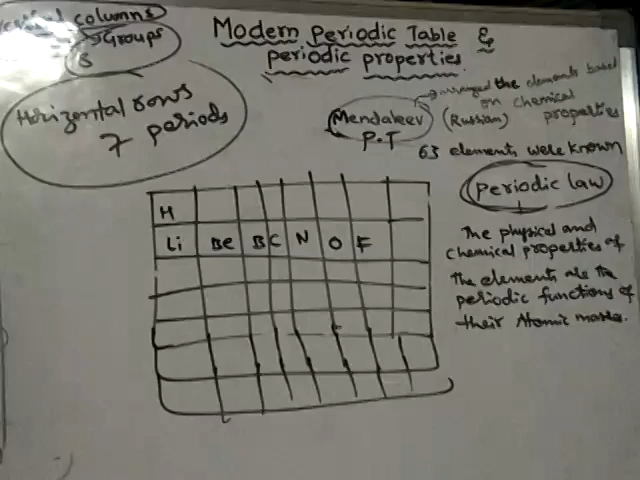 columns
Groups
8
Horizontal rows
7 periods
Modern Periodic Table &
periodic properties.
Mendaleev
P.T
(Russian)
arranged the elements based
on chemical
properties
63 elements were known
Periodic law
The physical and
chemical properties of
the elements are the
periodic functions of
their Atomic masses.
H
Li Be B C N O F